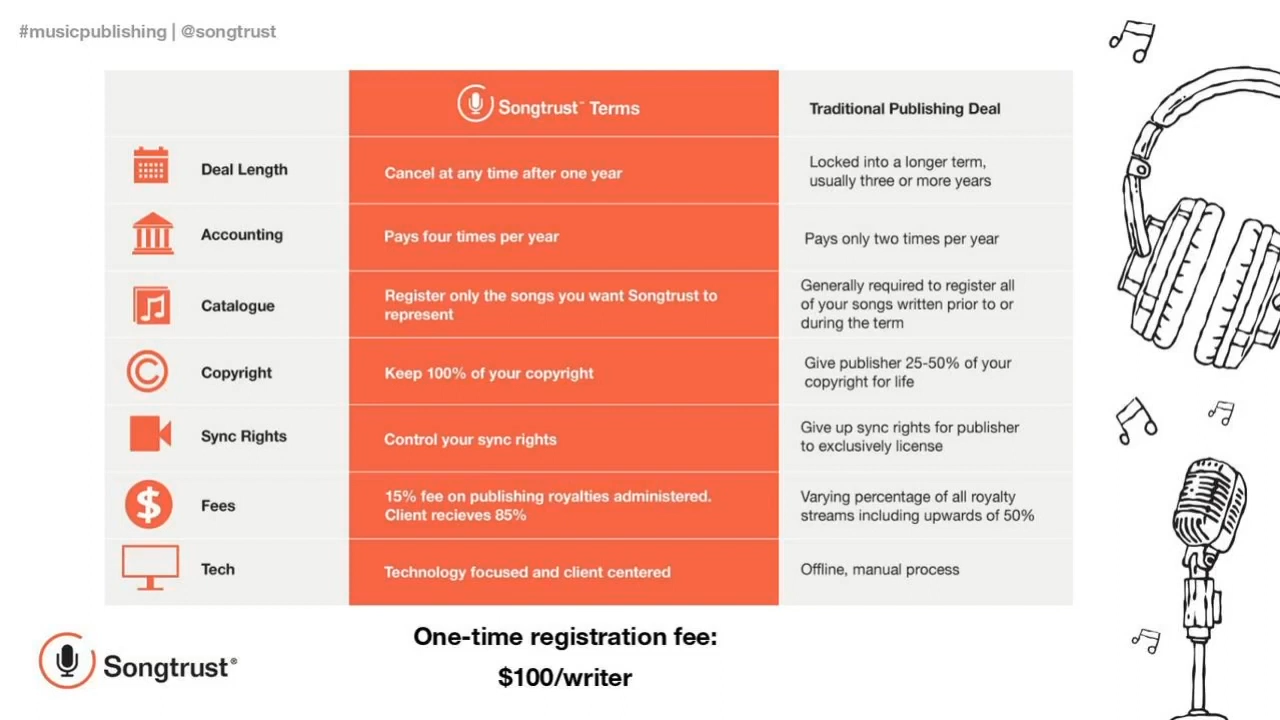 #musicpublishing | @songtrust
Songtrust™ Terms
Traditional Publishing Deal
Deal Length
Cancel at any time after one year
Locked into a longer term,
usually three or more years
Accounting
Pays four times per year
Pays only two times per year
Catalogue
Register only the songs you want Songtrust to
represent
Generally required to register all
of your songs written prior to or
during the term
Copyright
Keep 100% of your copyright
Give publisher 25-50% of your
copyright for life
Sync Rights
Control your sync rights
Give up sync rights for publisher
to exclusively license
Fees
15% fee on publishing royalties administered.
Client recieves 85%
Varying percentage of all royalty
streams including upwards of 50%
Tech
Technology focused and client centered
Offline, manual process
One-time registration fee:
$100/writer
Songtrust®